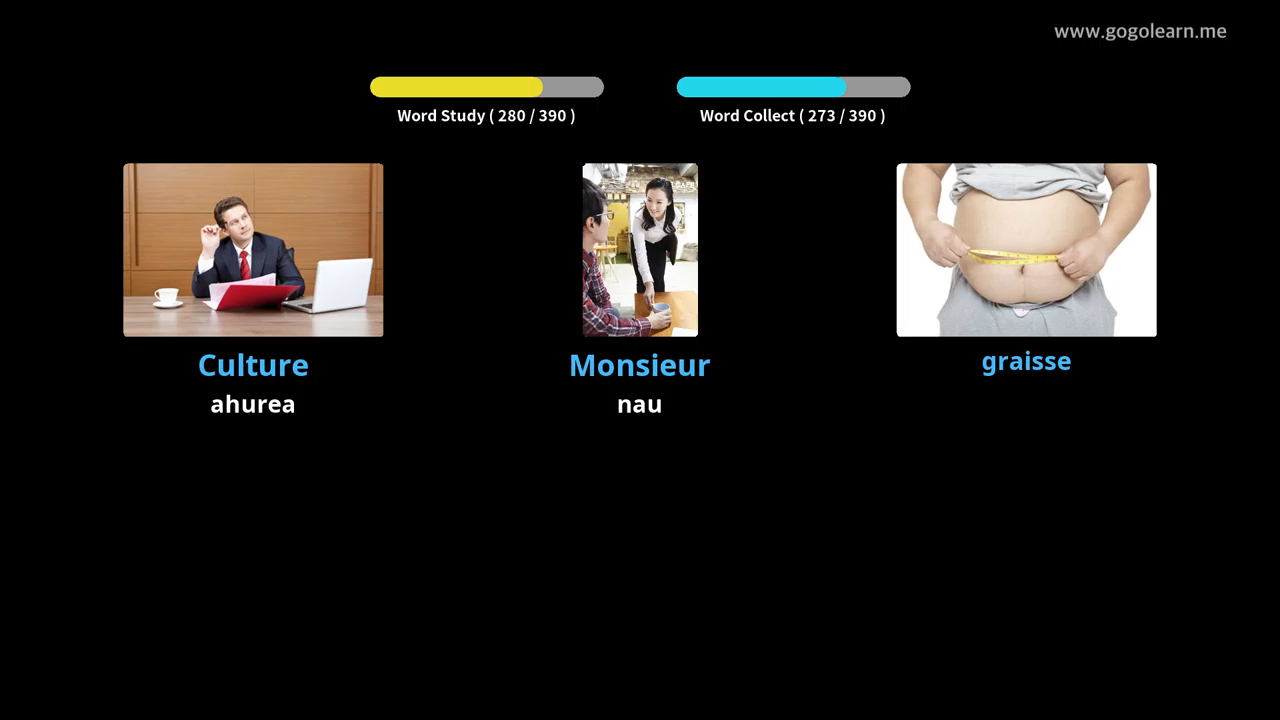 www.gogolearn.me
Word Study ( 280 / 390 )
Word Collect ( 273 / 390 )
Culture
ahurea
Monsieur
nau
graisse